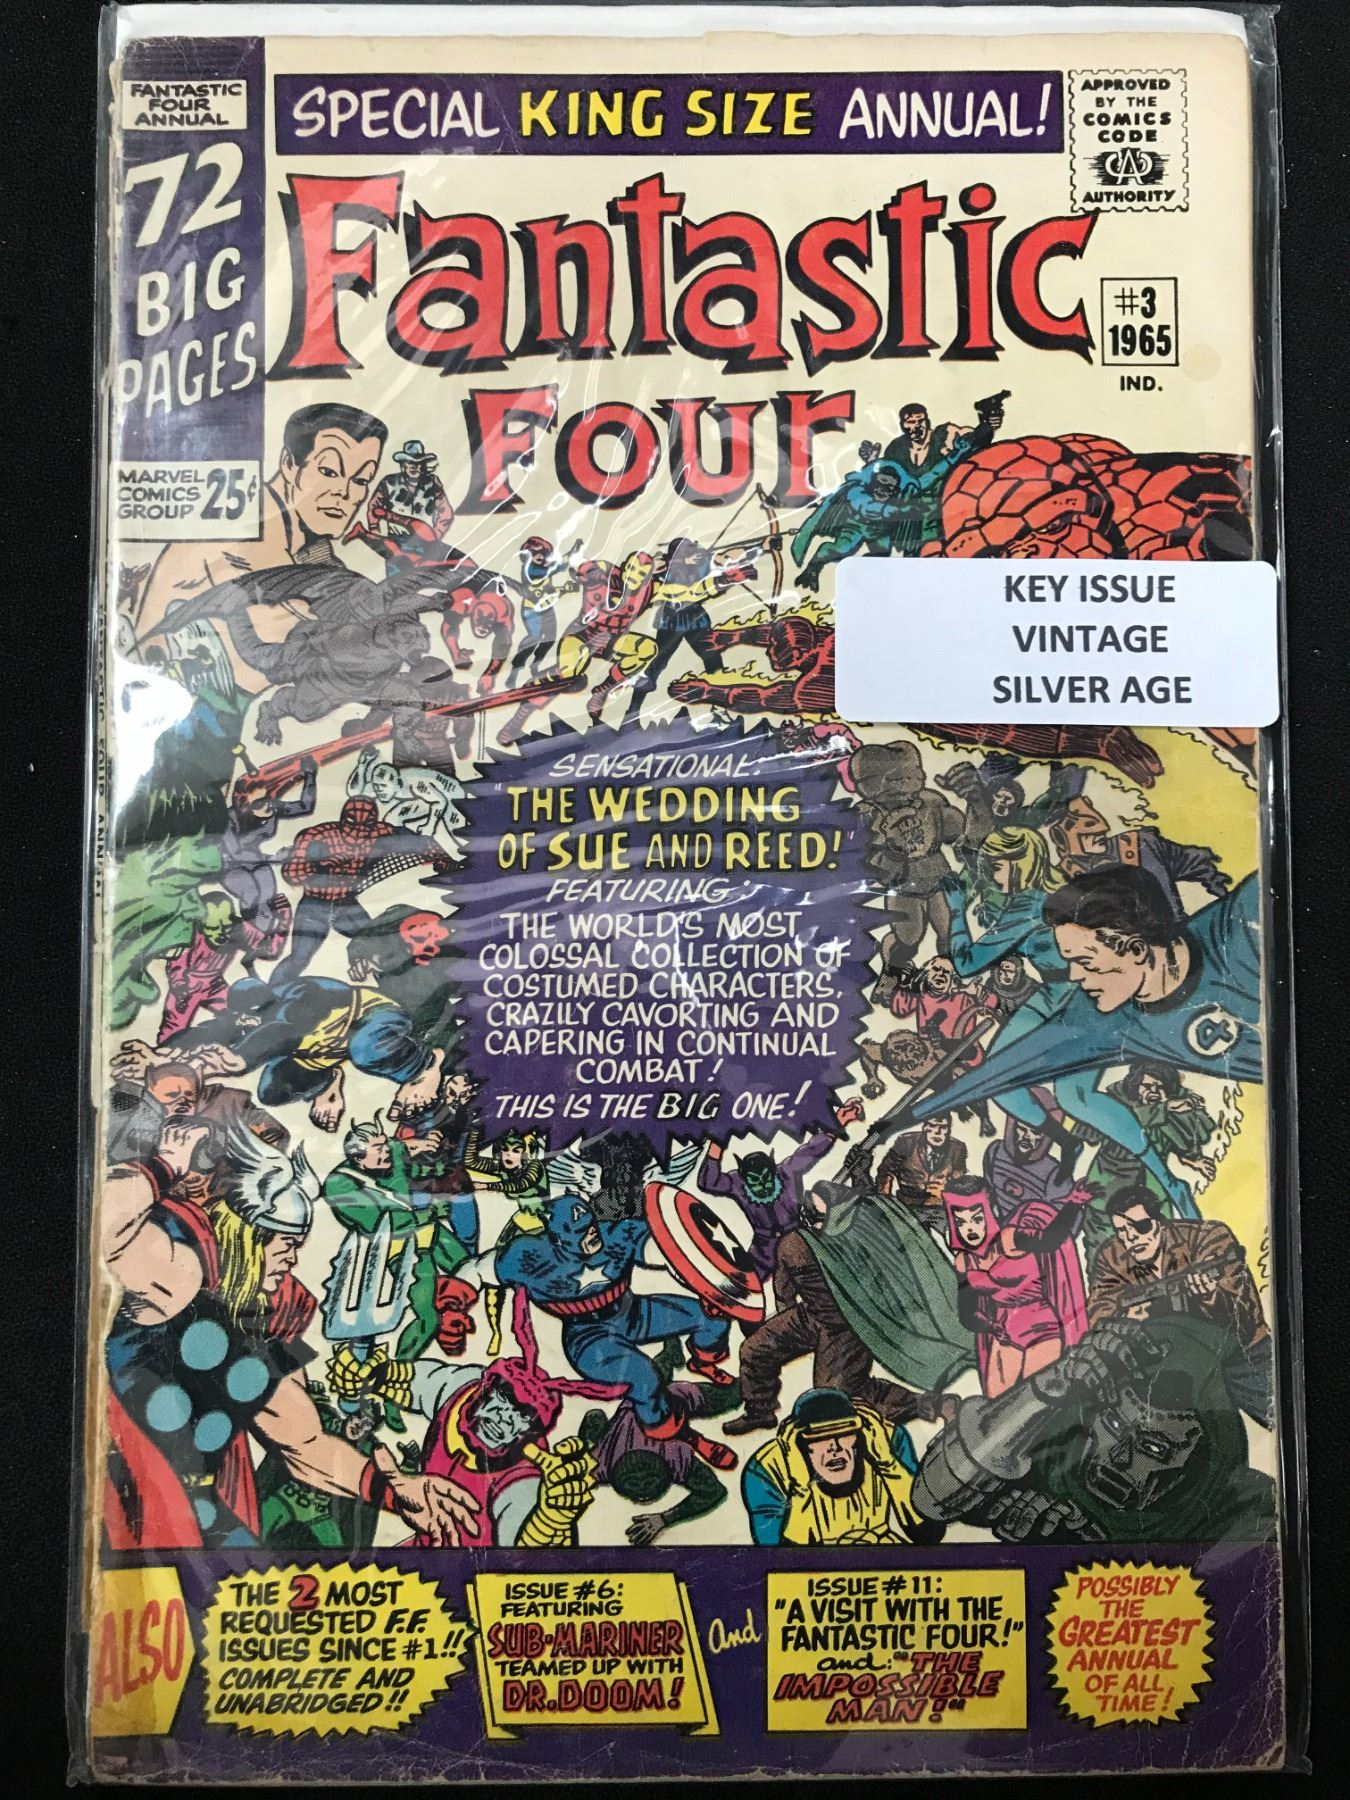 FANTASTIC
FOUR
ANNUAL
72
BIG
PAGES
MARVEL
COMICS
GROUP
25¢
SPECIAL KING SIZE ANNUAL!
APPROVED
BY THE
COMICS
CODE
CA
AUTHORITY
Fantastic
Four
#3
1965
IND.
KEY ISSUE
VINTAGE
SILVER AGE
SENSATIONAL:
"THE WEDDING
OF SUE AND REED!"
FEATURING:
THE WORLD'S MOST
COLOSSAL COLLECTION OF
COSTUMED CHARACTERS,
CRAZILY CAVORTING AND
CAPERING IN CONTINUAL
COMBAT!
THIS IS THE BIG ONE!
4
A
ALSO
THE 2 MOST
REQUESTED F.F.
ISSUES SINCE #1!!
COMPLETE AND
UNABRIDGED!!
ISSUE #6:
FEATURING
SUB-MARINER
TEAMED UP WITH
DR. DOOM!
And
ISSUE #11:
"A VISIT WITH THE
FANTASTIC FOUR!"
and: "THE
IMPOSSIBLE
MAN!"
POSSIBLY
THE
GREATEST
ANNUAL
OF ALL
TIME!